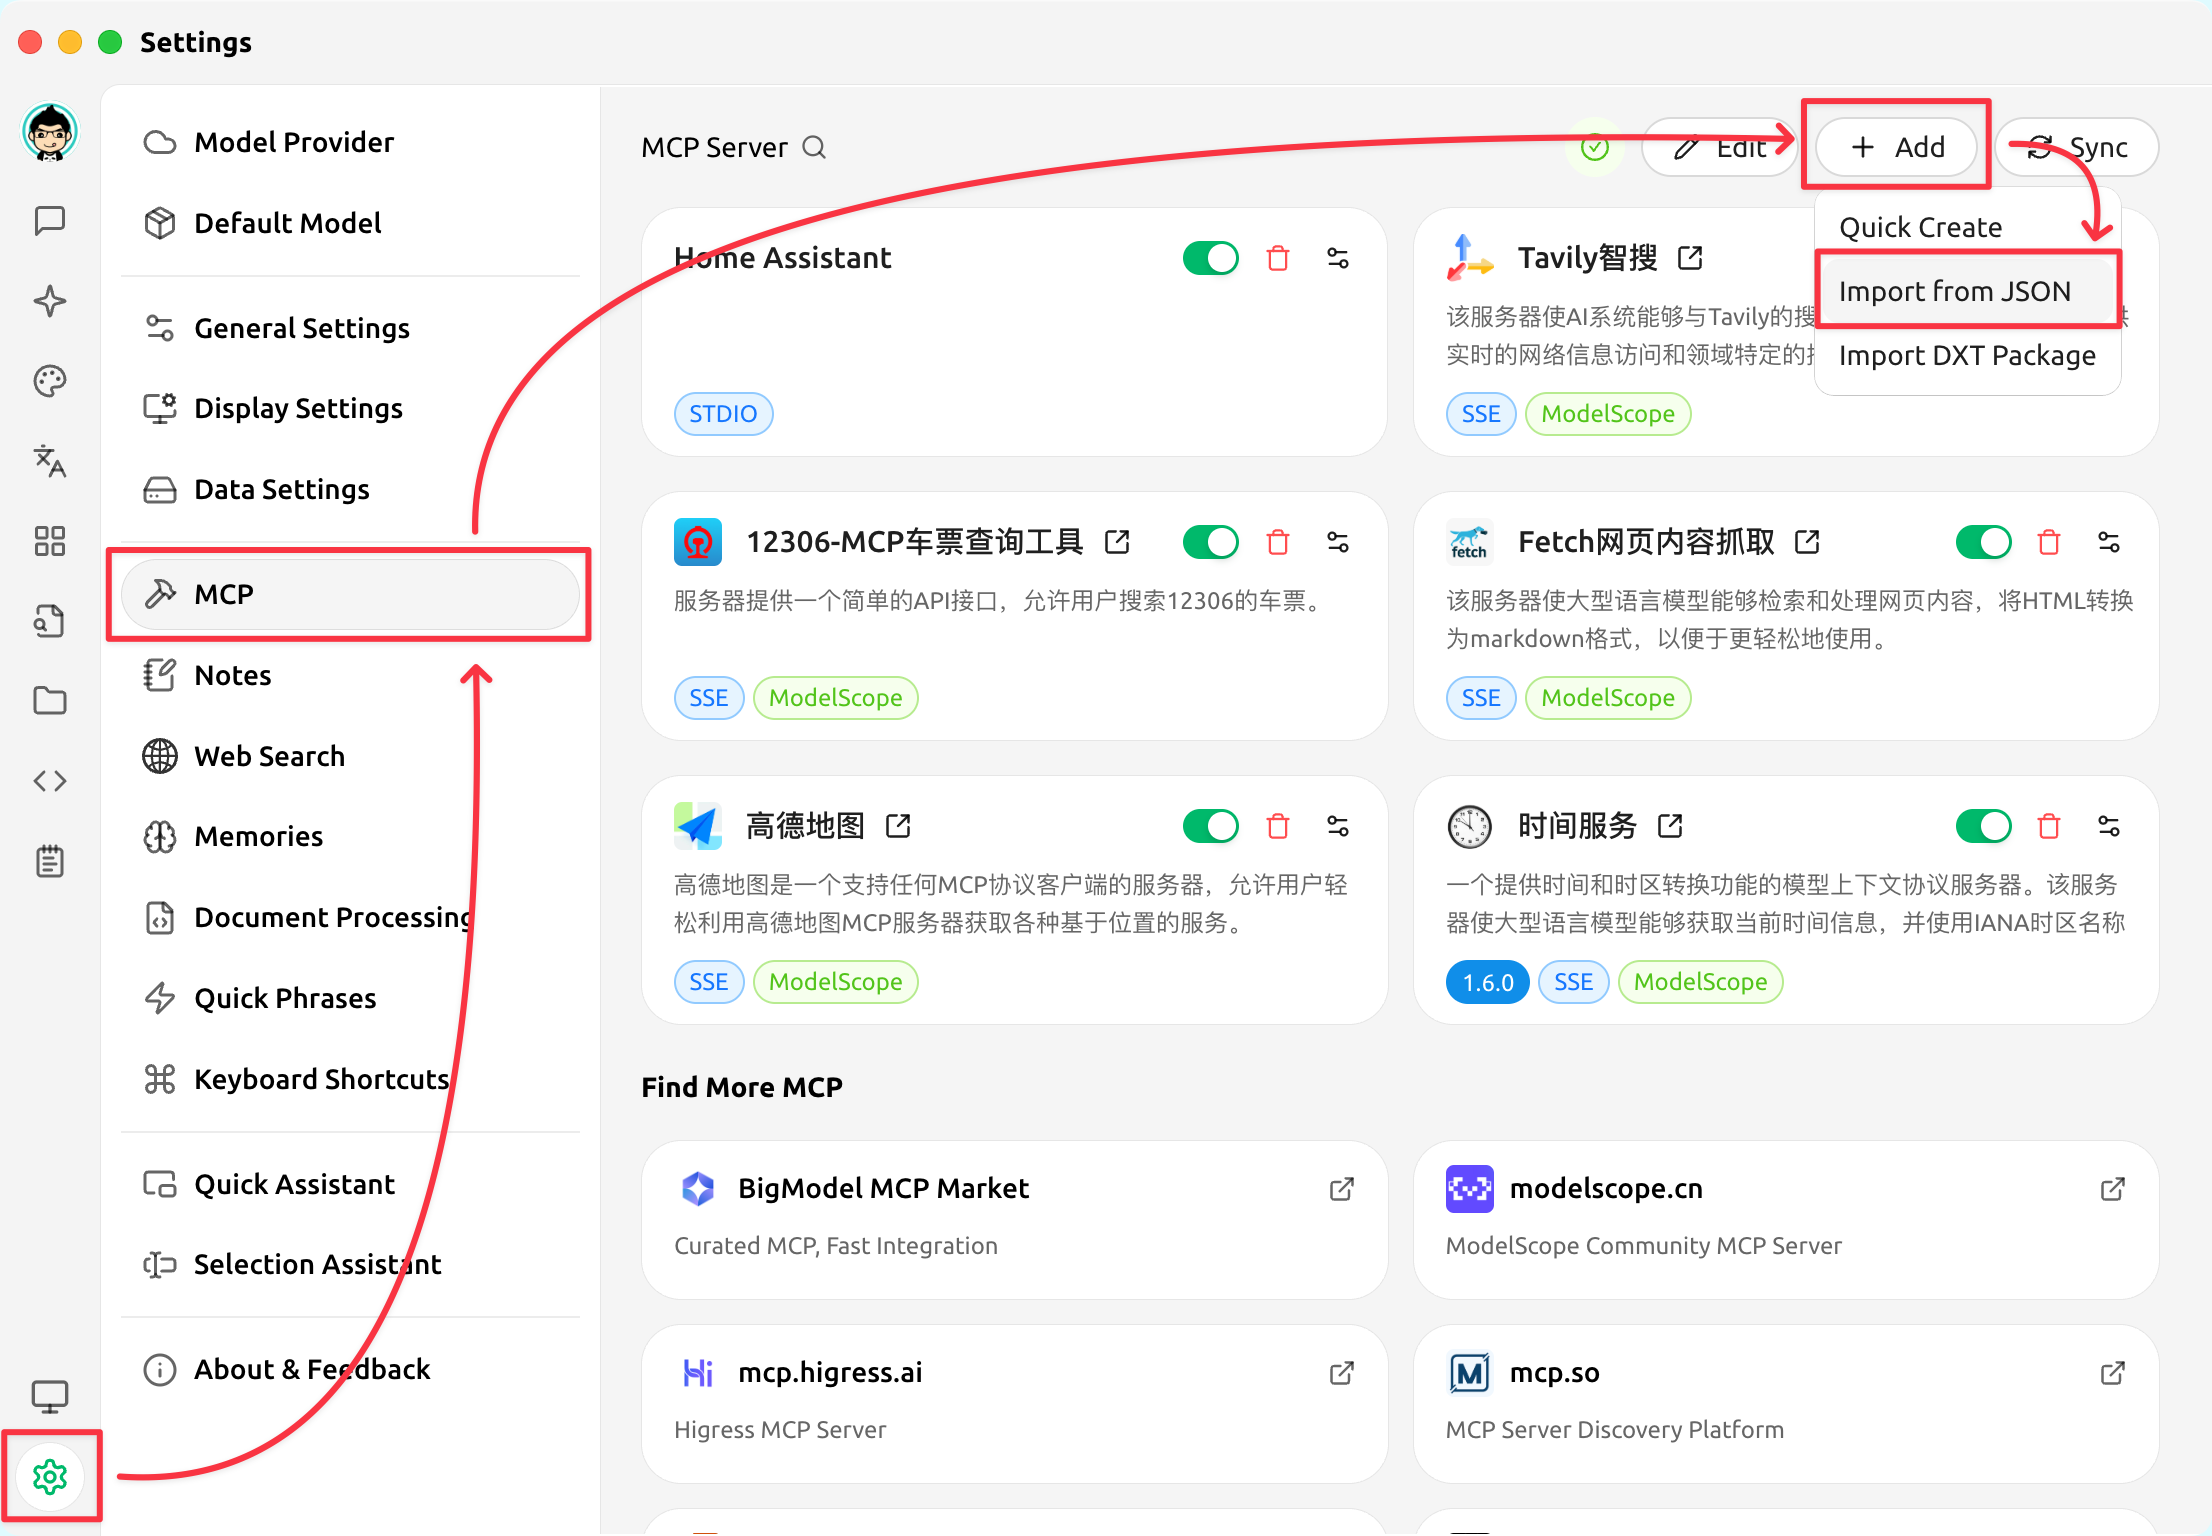 Settings
Model Provider
Default Model
General Settings
Display Settings
Data Settings
MCP
Notes
Web Search
Memories
Document Processing
Quick Phrases
Keyboard Shortcuts
Quick Assistant
Selection Assistant
About & Feedback
MCP Server
Edit
Add
Sync
Quick Create
Import from JSON
Import DXT Package
Home Assistant
STDIO
Tavily智搜
该服务器使AI系统能够与Tavily的搜
实时的网络信息访问和领域特定的
SSE
ModelScope
12306-MCP车票查询工具
服务器提供一个简单的API接口，允许用户搜索12306的车票。
SSE
ModelScope
fetch
Fetch网页内容抓取
该服务器使大型语言模型能够检索和处理网页内容，将HTML转换
为markdown格式，以便于更轻松地使用。
SSE
ModelScope
高德地图
高德地图是一个支持任何MCP协议客户端的服务器，允许用户轻
松利用高德地图MCP服务器获取各种基于位置的服务。
SSE
ModelScope
时间服务
一个提供时间和时区转换功能的模型上下文协议服务器。该服务
器使大型语言模型能够获取当前时间信息，并使用IANA时区名称
1.6.0
SSE
ModelScope
Find More MCP
BigModel MCP Market
Curated MCP, Fast Integration
modelscope.cn
ModelScope Community MCP Server
Hi
mcp.higress.ai
Higress MCP Server
M
mcp.so
MCP Server Discovery Platform